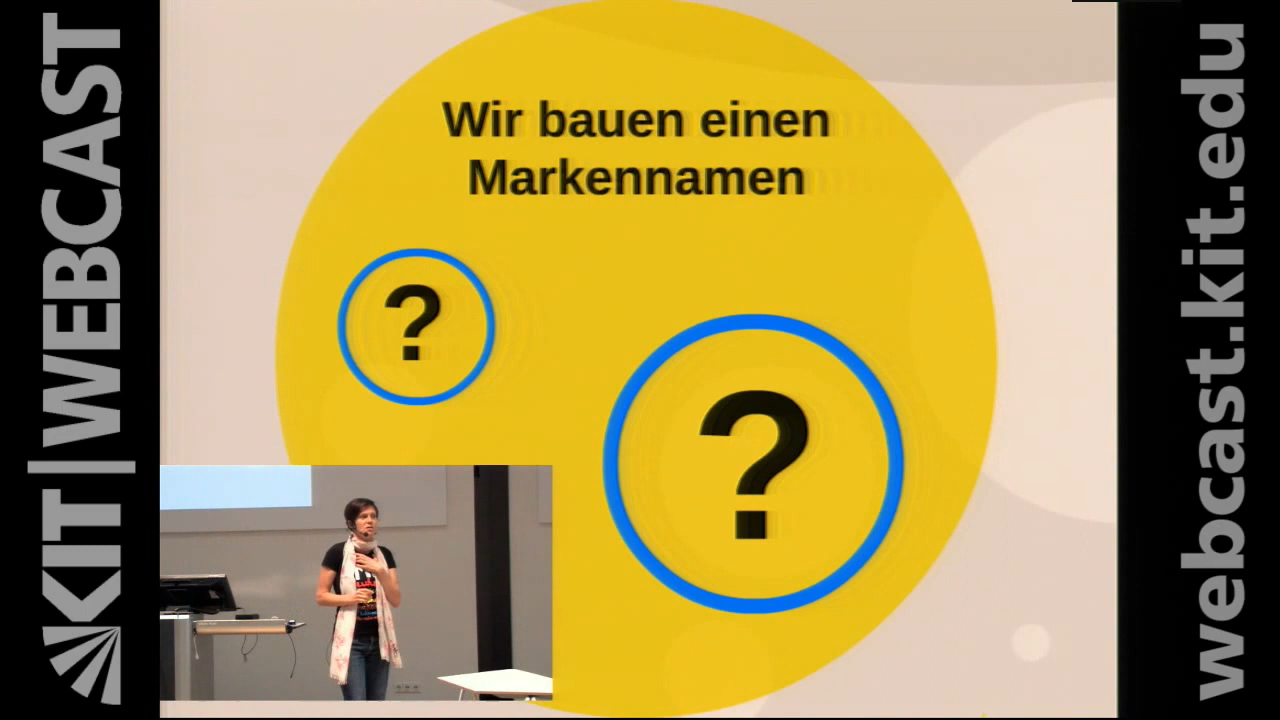 KIT | WEBCAST
Wir bauen einen
Markennamen
?
?
webcast.kit.edu